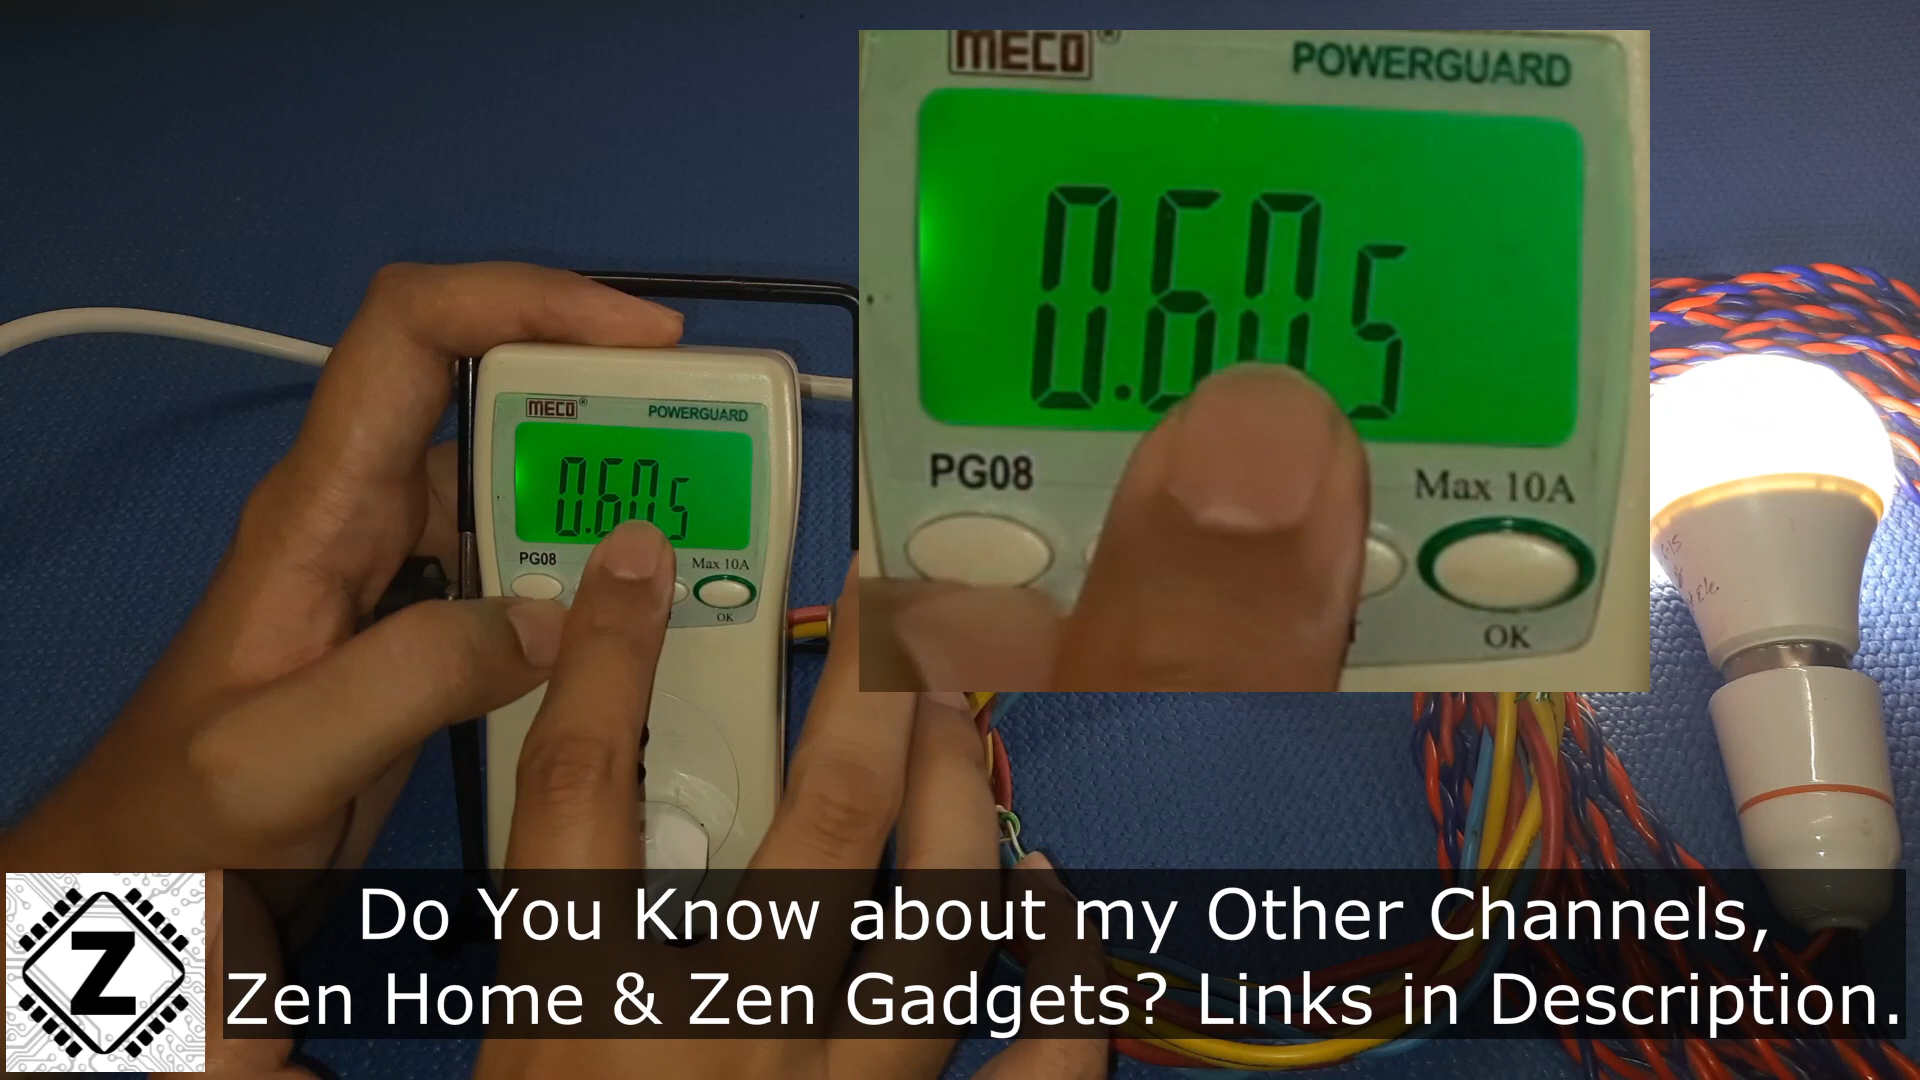 MECO®
POWERGUARD
0.605
PG08
Max 10A
OK
MECO®
POWERGUARD
0.605
PG08
Max 10A
OK
Z
Do You Know about my Other Channels,
Zen Home & Zen Gadgets? Links in Description.